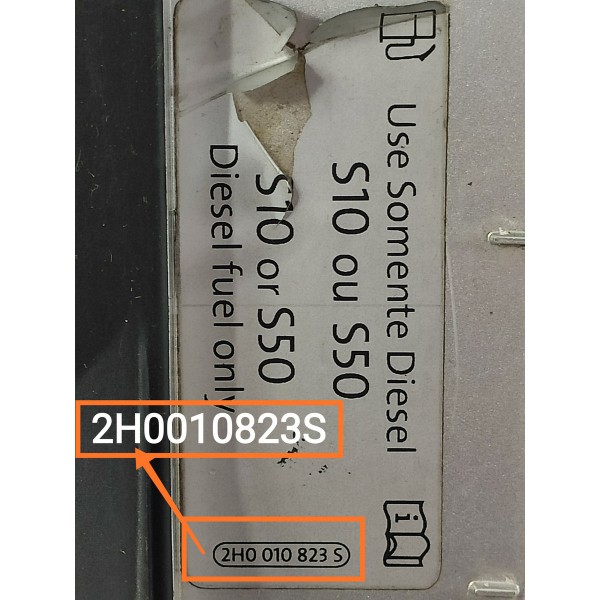 Use Somente Diesel
S10 ou S50
S10 or S50
Diesel fuel only
2H0010823S
2H0 010 823 S
i